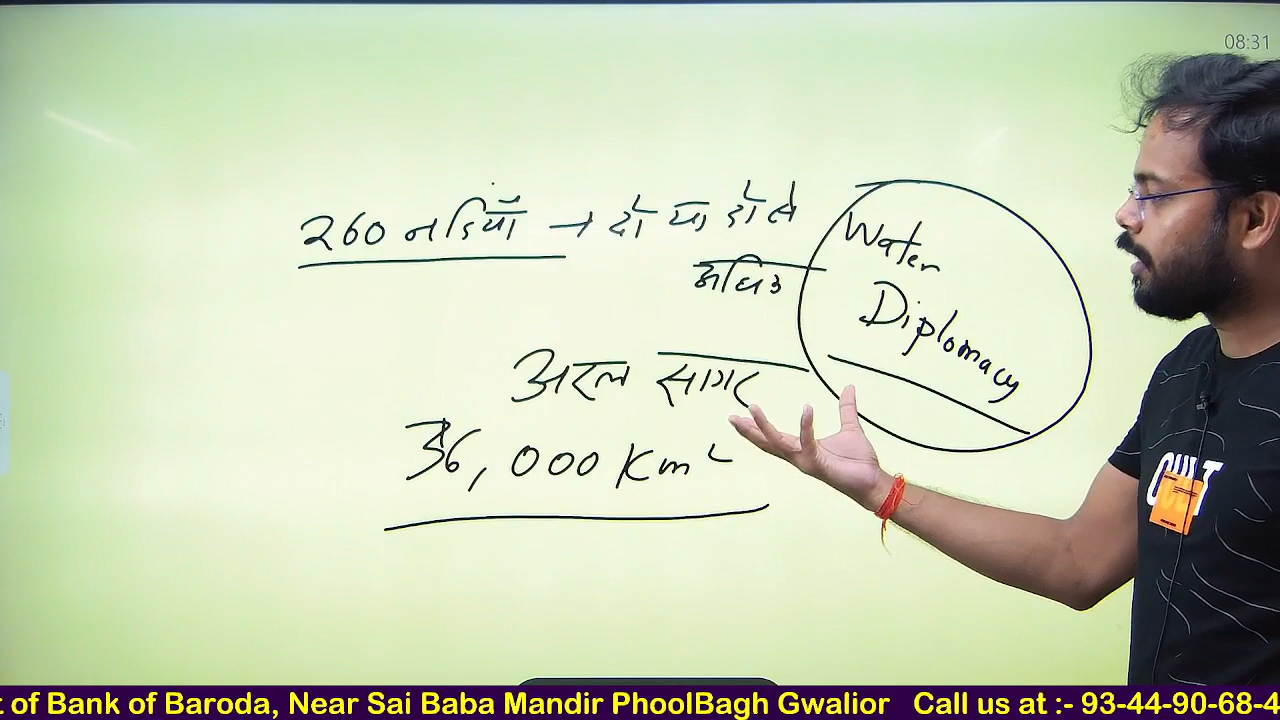 08:31
260 नदियाँ → दो या दो से
अधिक
Water
Diplomacy
अरल सागर
36,000 Km²
t of Bank of Baroda, Near Sai Baba Mandir PhoolBagh Gwalior Call us at :- 93-44-90-68-4